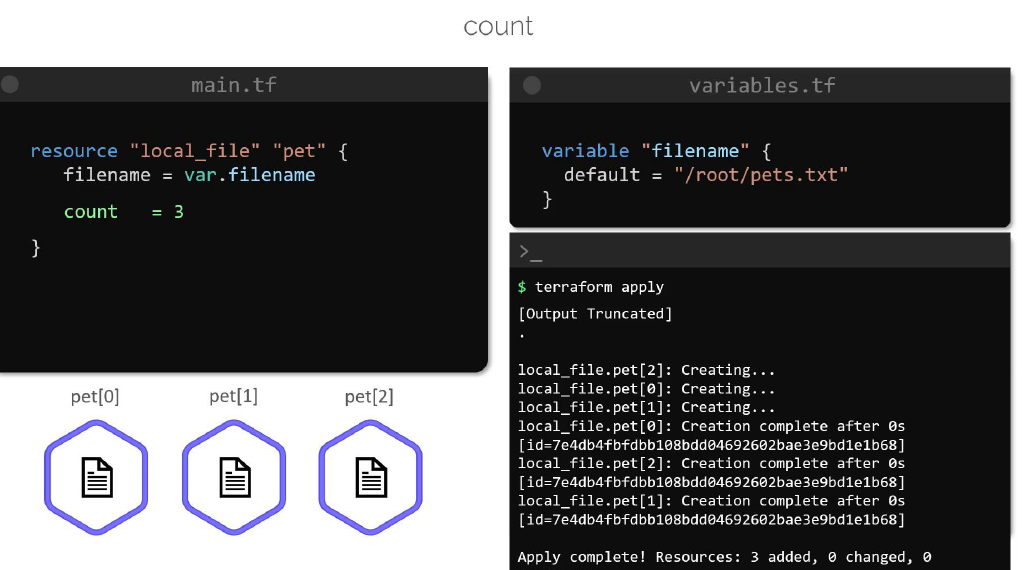 count
main.tf
resource "local_file" "pet" {
filename = var.filename
count = 3
}
variables.tf
variable "filename" {
default = "/root/pets.txt"
}
>_
$ terraform apply
[Output Truncated]
.
local_file.pet[2]: Creating...
local_file.pet[0]: Creating...
local_file.pet[1]: Creating...
local_file.pet[0]: Creation complete after 0s
[id=7e4db4fbfdbb108bdd04692602bae3e9bd1e1b68]
local_file.pet[2]: Creation complete after 0s
[id=7e4db4fbfdbb108bdd04692602bae3e9bd1e1b68]
local_file.pet[1]: Creation complete after 0s
[id=7e4db4fbfdbb108bdd04692602bae3e9bd1e1b68]
Apply complete! Resources: 3 added, 0 changed, 0
pet[0] pet[1] pet[2]